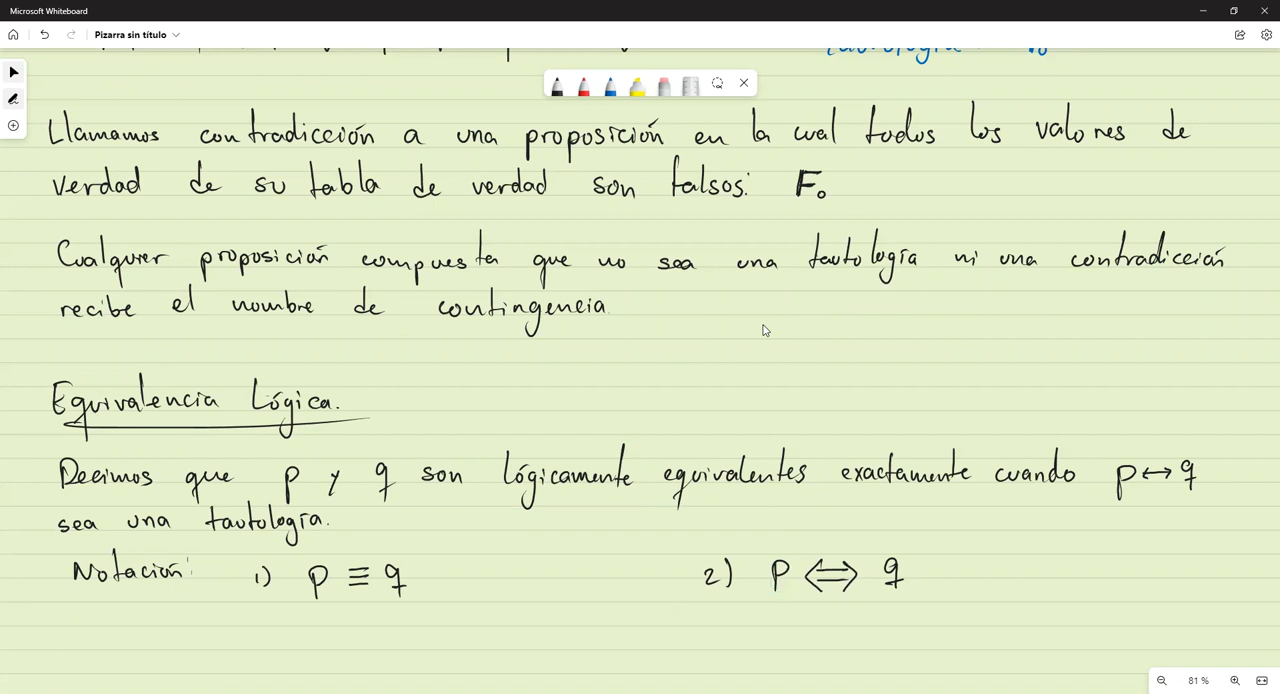 Microsoft Whiteboard
Pizarra sin título
tautología T₀
Llamamos contradicción a una proposición en la cual todos los valores de
verdad de su tabla de verdad son falsos: F₀
Cualquier proposición compuesta que no sea una tautología ni una contradicción
recibe el nombre de contingencia.
Equivalencia Lógica.
Decimos que p y q son lógicamente equivalentes exactamente cuando p ↔ q
sea una tautología.
Notación: 1) p ≡ q 2) p ⟺ q
81 %